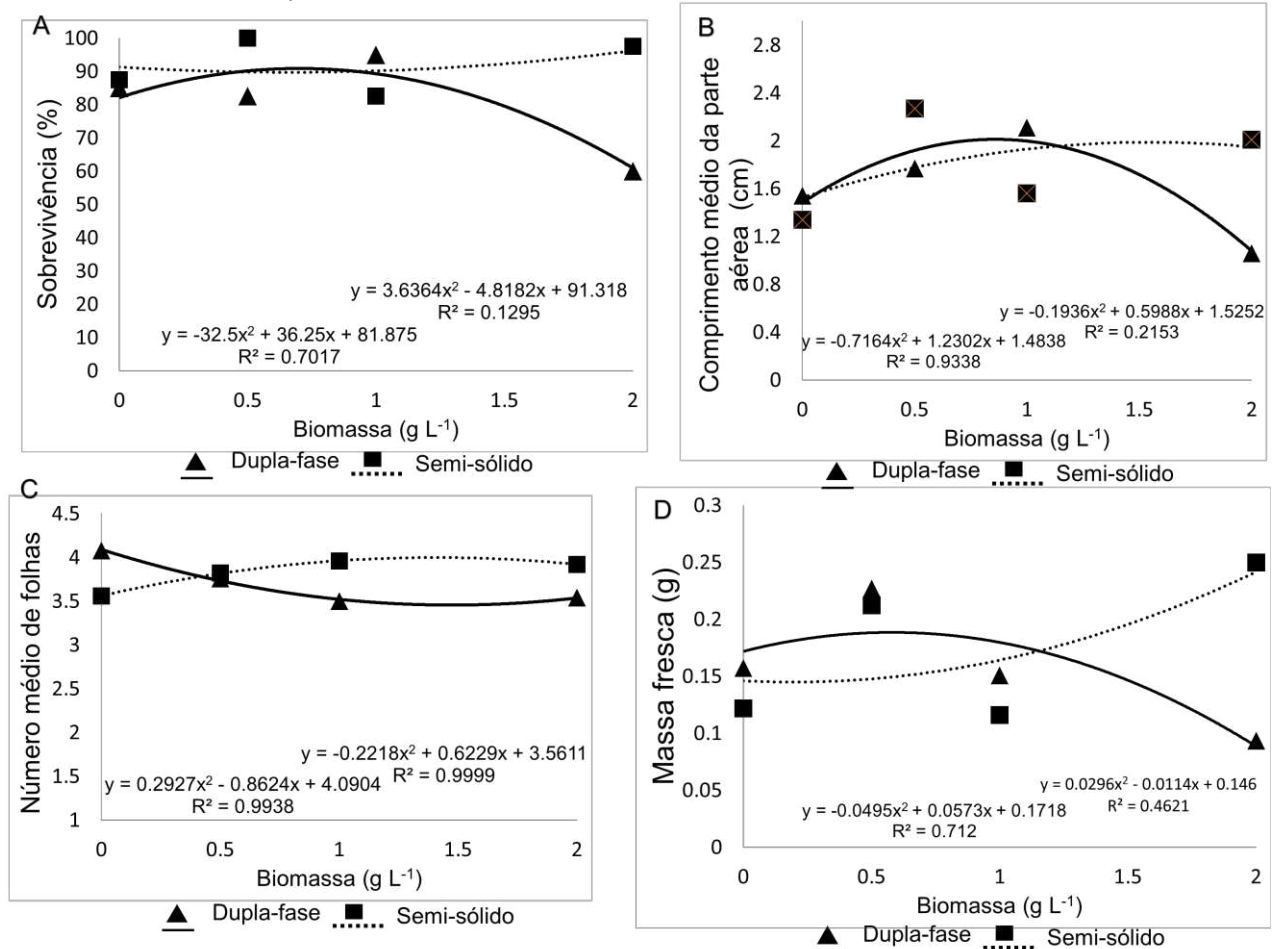 A
100
90
80
70
60
50
40
30
20
10
0
Sobrevivência (%)
y = 3.6364x² - 4.8182x + 91.318
R² = 0.1295
y = -32.5x² + 36.25x + 81.875
R² = 0.7017
0 0.5 1 1.5 2
Biomassa (g L⁻¹)
Dupla-fase Semi-sólido
B
2.8
2.4
2
1.6
1.2
0.8
0.4
0
Comprimento médio da parte
aérea (cm)
y = -0.1936x² + 0.5988x + 1.5252
R² = 0.2153
y = -0.7164x² + 1.2302x + 1.4838
R² = 0.9338
0 0.5 1 1.5 2
Biomassa (g L⁻¹)
Dupla-fase Semi-sólido
C
4.5
4
3.5
3
2.5
2
1.5
1
Número médio de folhas
y = -0.2218x² + 0.6229x + 3.5611
R² = 0.9999
y = 0.2927x² - 0.8624x + 4.0904
R² = 0.9938
0 0.5 1 1.5 2
Biomassa (g L⁻¹)
Dupla-fase Semi-sólido
D
0.3
0.25
0.2
0.15
0.1
0.05
0
Massa fresca (g)
y = 0.0296x² - 0.0114x + 0.146
R² = 0.4621
y = -0.0495x² + 0.0573x + 0.1718
R² = 0.712
0 0.5 1 1.5 2
Biomassa (g L⁻¹)
Dupla-fase Semi-sólido